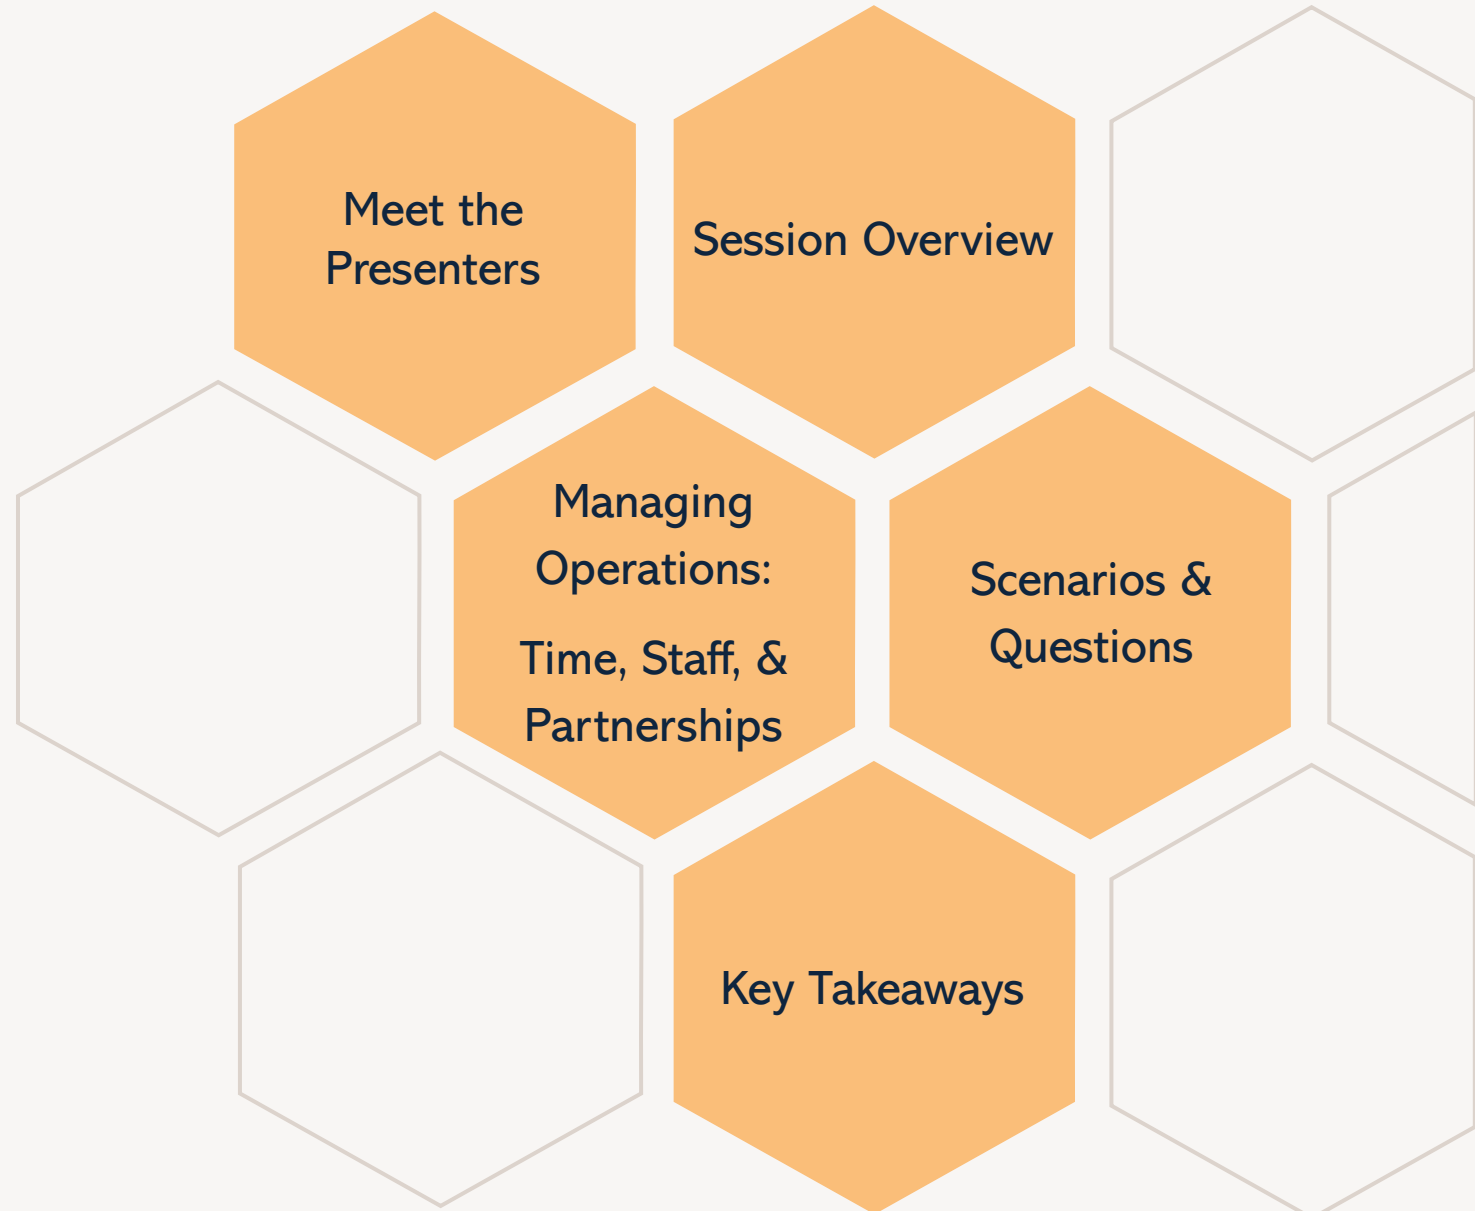 Meet the
Presenters
Session Overview
Managing
Operations:
Time, Staff, &
Partnerships
Scenarios &
Questions
Key Takeaways